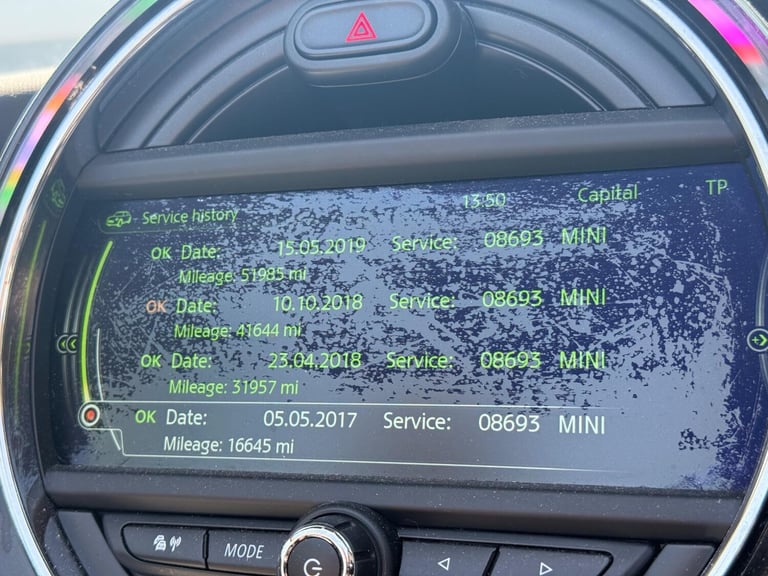 Service history 13:50 Capital TP
OK Date: 15.05.2019 Service: 08693 MINI
Mileage: 51985 mi
OK Date: 10.10.2018 Service: 08693 MINI
Mileage: 41644 mi
OK Date: 23.04.2018 Service: 08693 MINI
Mileage: 31957 mi
OK Date: 05.05.2017 Service: 08693 MINI
Mileage: 16645 mi
MODE